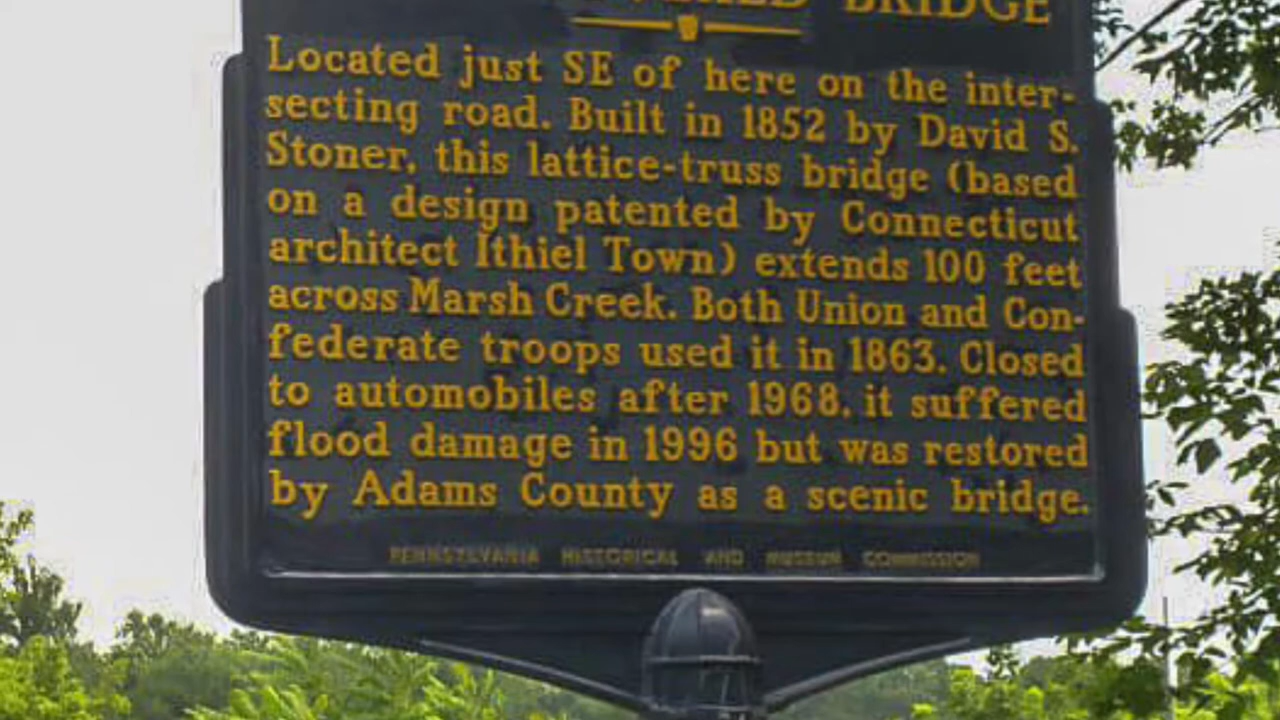 BRIDGE
Located just SE of here on the inter-
secting road. Built in 1852 by David S.
Stoner, this lattice-truss bridge (based
on a design patented by Connecticut
architect Ithiel Town) extends 100 feet
across Marsh Creek. Both Union and Con-
federate troops used it in 1863. Closed
to automobiles after 1968, it suffered
flood damage in 1996 but was restored
by Adams County as a scenic bridge.
PENNSYLVANIA HISTORICAL AND MUSEUM COMMISSION